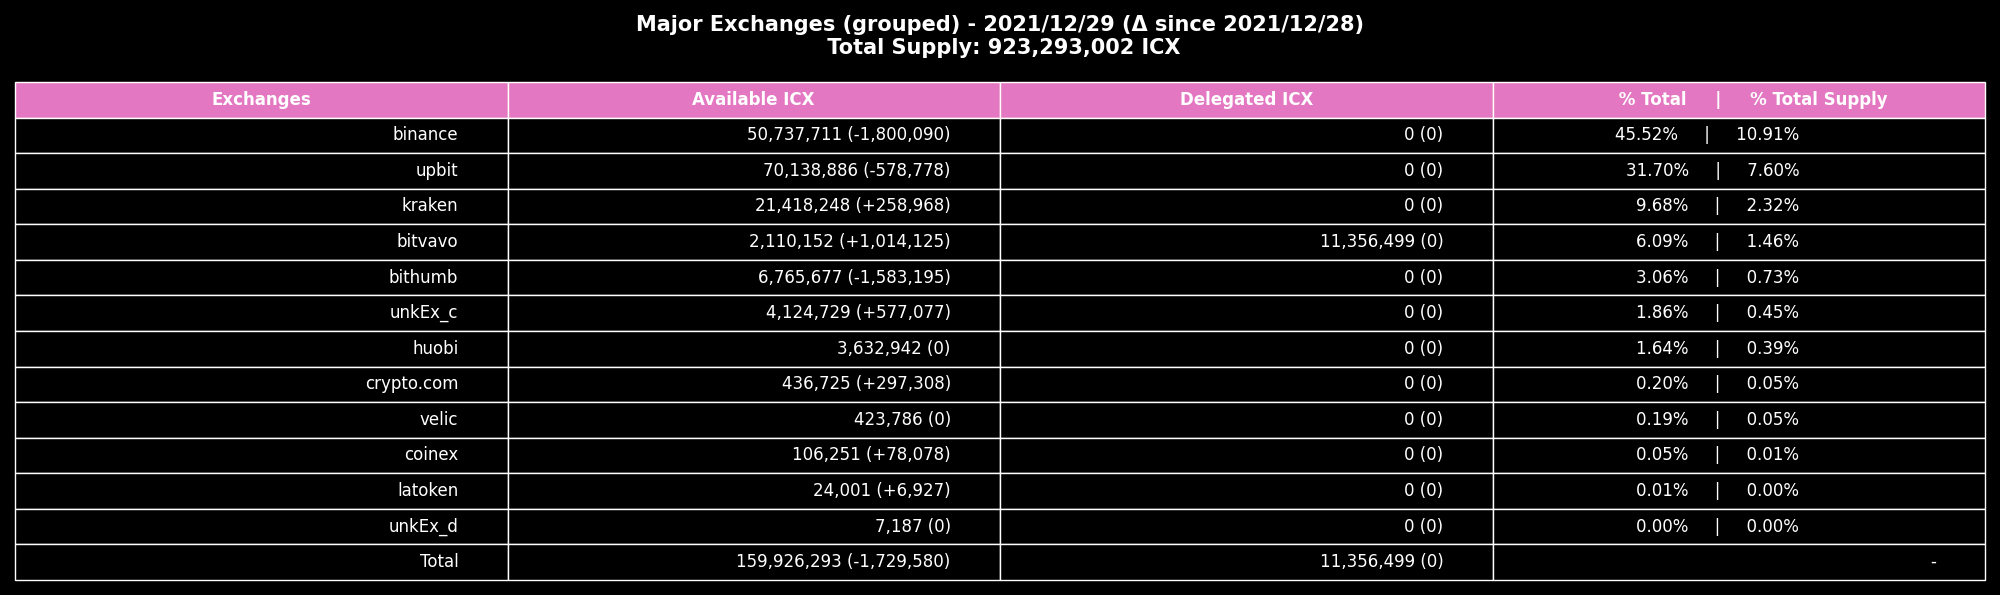 Major Exchanges (grouped) - 2021/12/29 (Δ since 2021/12/28)
Total Supply: 923,293,002 ICX
Exchanges Available ICX Delegated ICX % Total | % Total Supply
binance 50,737,711 (-1,800,090) 0 (0) 45.52% | 10.91%
upbit 70,138,886 (-578,778) 0 (0) 31.70% | 7.60%
kraken 21,418,248 (+258,968) 0 (0) 9.68% | 2.32%
bitvavo 2,110,152 (+1,014,125) 11,356,499 (0) 6.09% | 1.46%
bithumb 6,765,677 (-1,583,195) 0 (0) 3.06% | 0.73%
unkEx_c 4,124,729 (+577,077) 0 (0) 1.86% | 0.45%
huobi 3,632,942 (0) 0 (0) 1.64% | 0.39%
crypto.com 436,725 (+297,308) 0 (0) 0.20% | 0.05%
velic 423,786 (0) 0 (0) 0.19% | 0.05%
coinex 106,251 (+78,078) 0 (0) 0.05% | 0.01%
latoken 24,001 (+6,927) 0 (0) 0.01% | 0.00%
unkEx_d 7,187 (0) 0 (0) 0.00% | 0.00%
Total 159,926,293 (-1,729,580) 11,356,499 (0) -